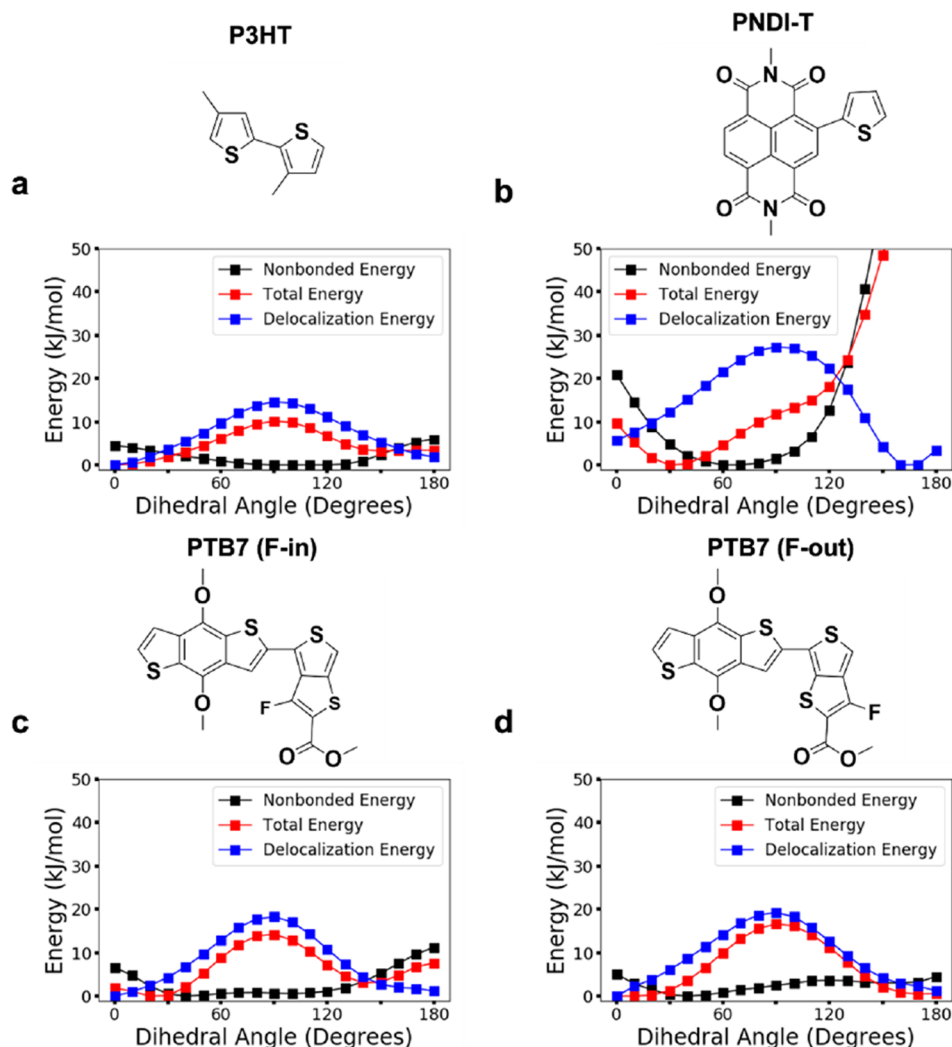 P3HT
PNDI-T
S
S
O
N
O
S
O
N
O
a
b
Energy (kJ/mol)
50
40
30
20
10
0
Nonbonded Energy
Total Energy
Delocalization Energy
0
60
120
180
Dihedral Angle (Degrees)
Energy (kJ/mol)
50
40
30
20
10
0
Nonbonded Energy
Total Energy
Delocalization Energy
0
60
120
180
Dihedral Angle (Degrees)
PTB7 (F-in)
PTB7 (F-out)
O
S
S
S
O
F
S
O
O
O
S
S
S
O
S
F
O
O
c
d
Energy (kJ/mol)
50
40
30
20
10
0
Nonbonded Energy
Total Energy
Delocalization Energy
0
60
120
180
Dihedral Angle (Degrees)
Energy (kJ/mol)
50
40
30
20
10
0
Nonbonded Energy
Total Energy
Delocalization Energy
0
60
120
180
Dihedral Angle (Degrees)